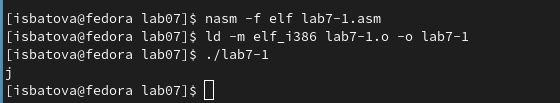 [isbatova@fedora lab07]$ nasm -f elf lab7-1.asm
[isbatova@fedora lab07]$ ld -m elf_i386 lab7-1.o -o lab7-1
[isbatova@fedora lab07]$ ./lab7-1
j
[isbatova@fedora lab07]$